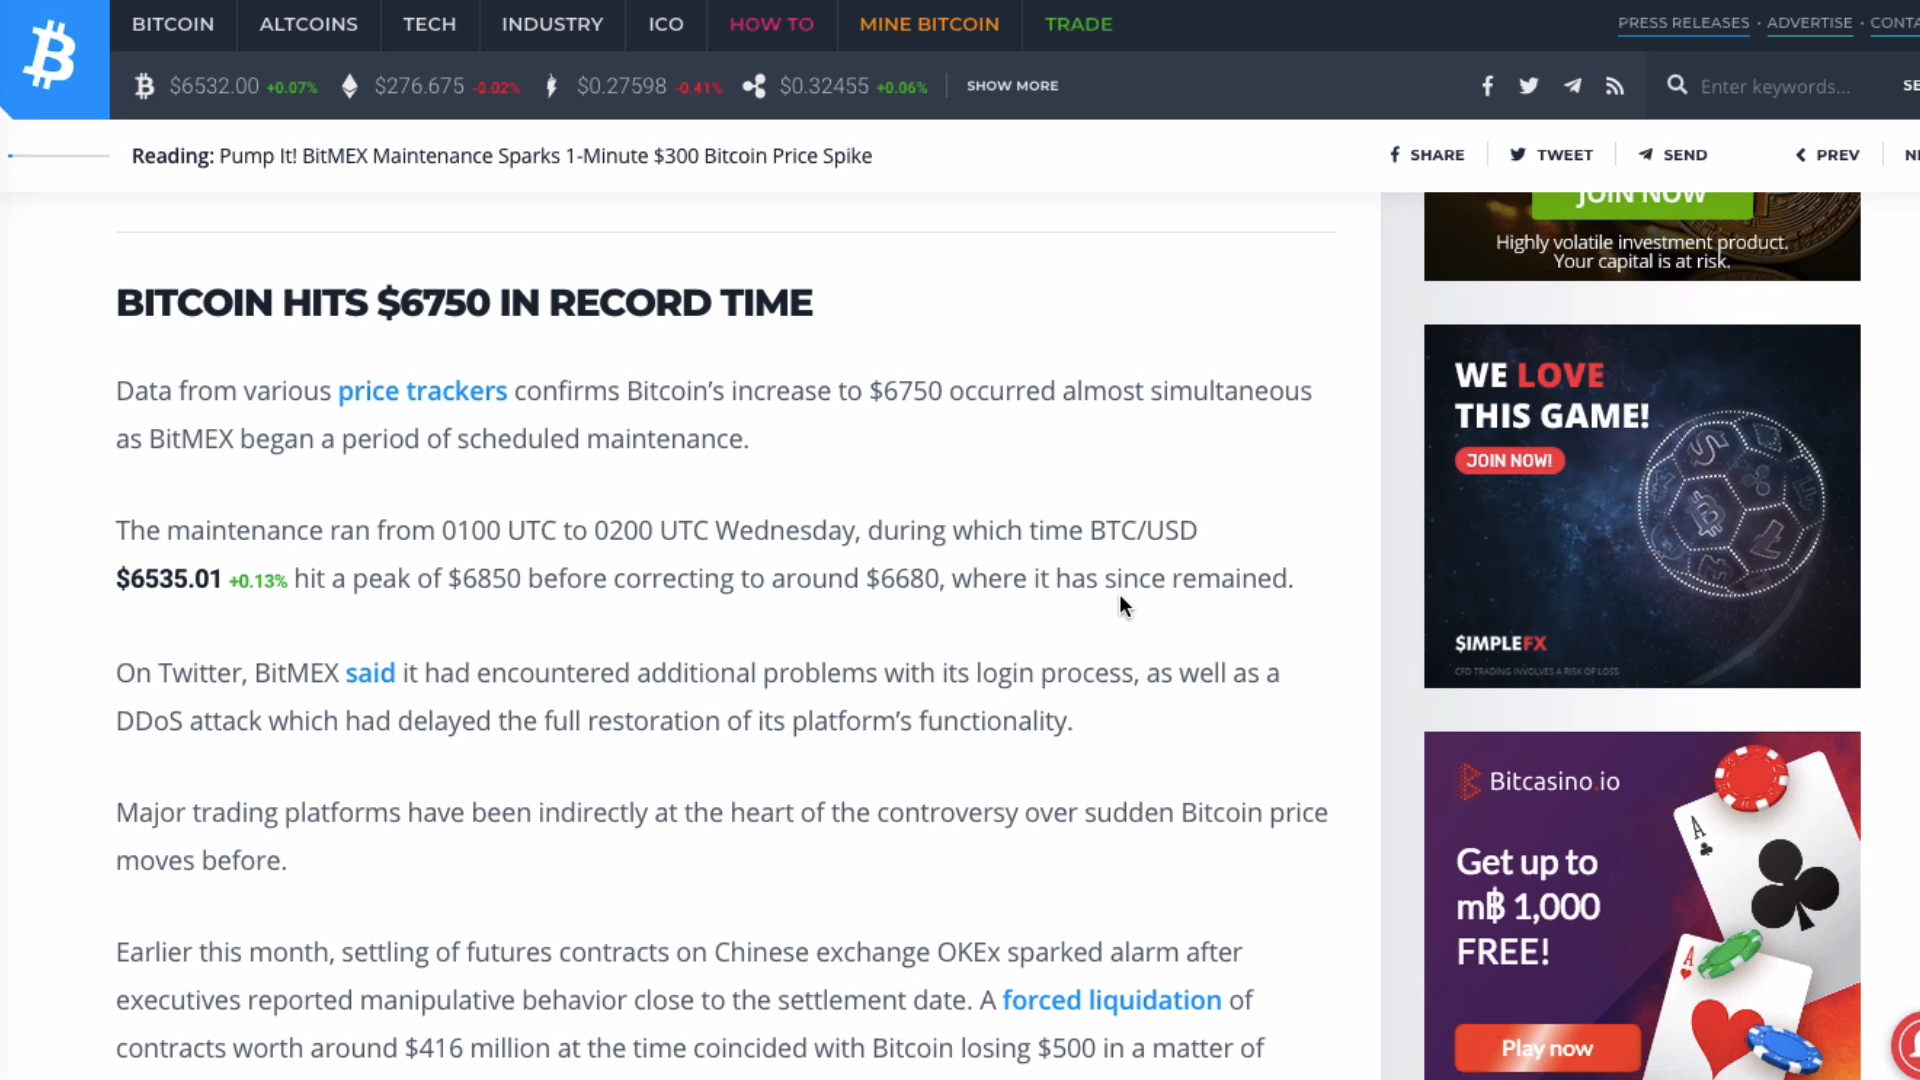 BITCOIN ALTCOINS TECH INDUSTRY ICO HOW TO MINE BITCOIN TRADE
PRESS RELEASES · ADVERTISE · CONTA
$6532.00 +0.07% $276.675 -0.02% $0.27598 -0.41% $0.32455 +0.06% SHOW MORE
Enter keywords... SE
Reading: Pump It! BitMEX Maintenance Sparks 1-Minute $300 Bitcoin Price Spike
SHARE TWEET SEND PREV NE
BITCOIN HITS $6750 IN RECORD TIME
Data from various price trackers confirms Bitcoin’s increase to $6750 occurred almost simultaneous
as BitMEX began a period of scheduled maintenance.
The maintenance ran from 0100 UTC to 0200 UTC Wednesday, during which time BTC/USD
$6535.01 +0.13% hit a peak of $6850 before correcting to around $6680, where it has since remained.
On Twitter, BitMEX said it had encountered additional problems with its login process, as well as a
DDoS attack which had delayed the full restoration of its platform’s functionality.
Major trading platforms have been indirectly at the heart of the controversy over sudden Bitcoin price
moves before.
Earlier this month, settling of futures contracts on Chinese exchange OKEx sparked alarm after
executives reported manipulative behavior close to the settlement date. A forced liquidation of
contracts worth around $416 million at the time coincided with Bitcoin losing $500 in a matter of
JOIN NOW
Highly volatile investment product.
Your capital is at risk.
WE LOVE
THIS GAME!
JOIN NOW!
$IMPLEFX
CFD TRADING INVOLVES A RISK OF LOSS
Bitcasino.io
Get up to
m₿ 1,000
FREE!
Play now
A
A